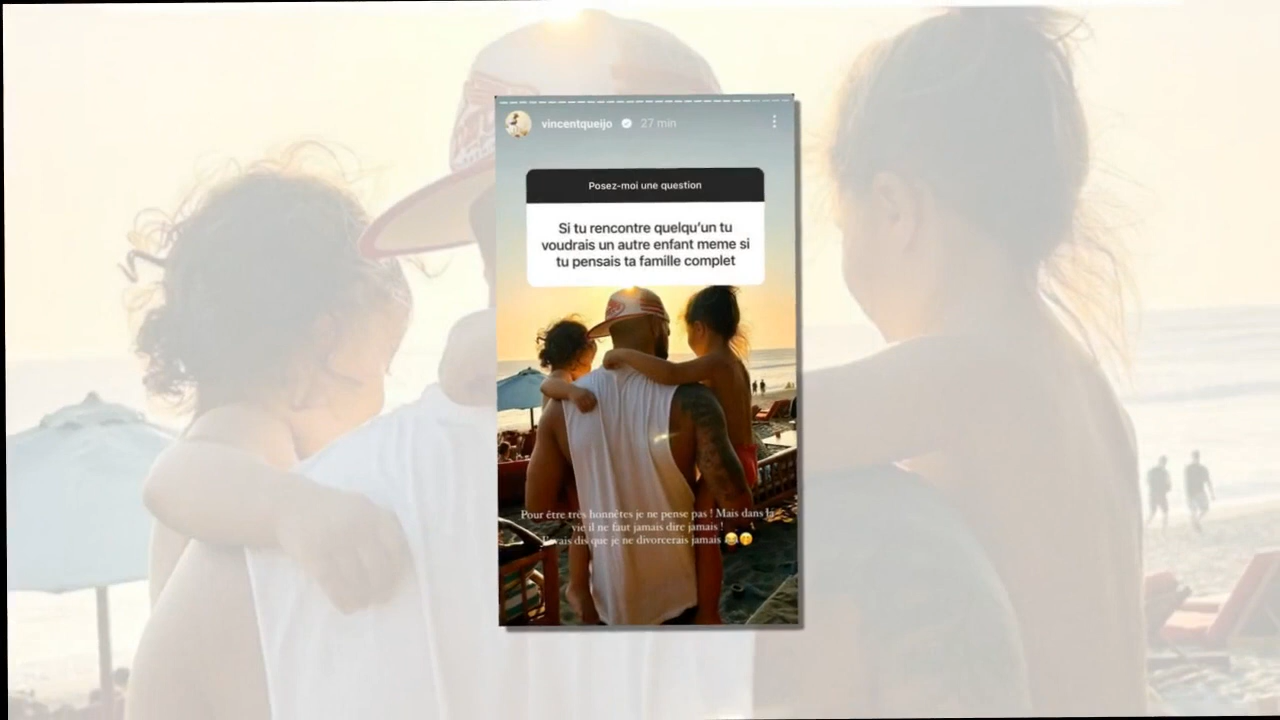 vincentqueijo 27 min
Posez-moi une question
Si tu rencontre quelqu'un tu
voudrais un autre enfant meme si
tu pensais ta famille complet
Pour être très honnêtes je ne pense pas ! Mais dans la
vie il ne faut jamais dire jamais !
J'avais dis que je ne divorcerais jamais 😂🤭